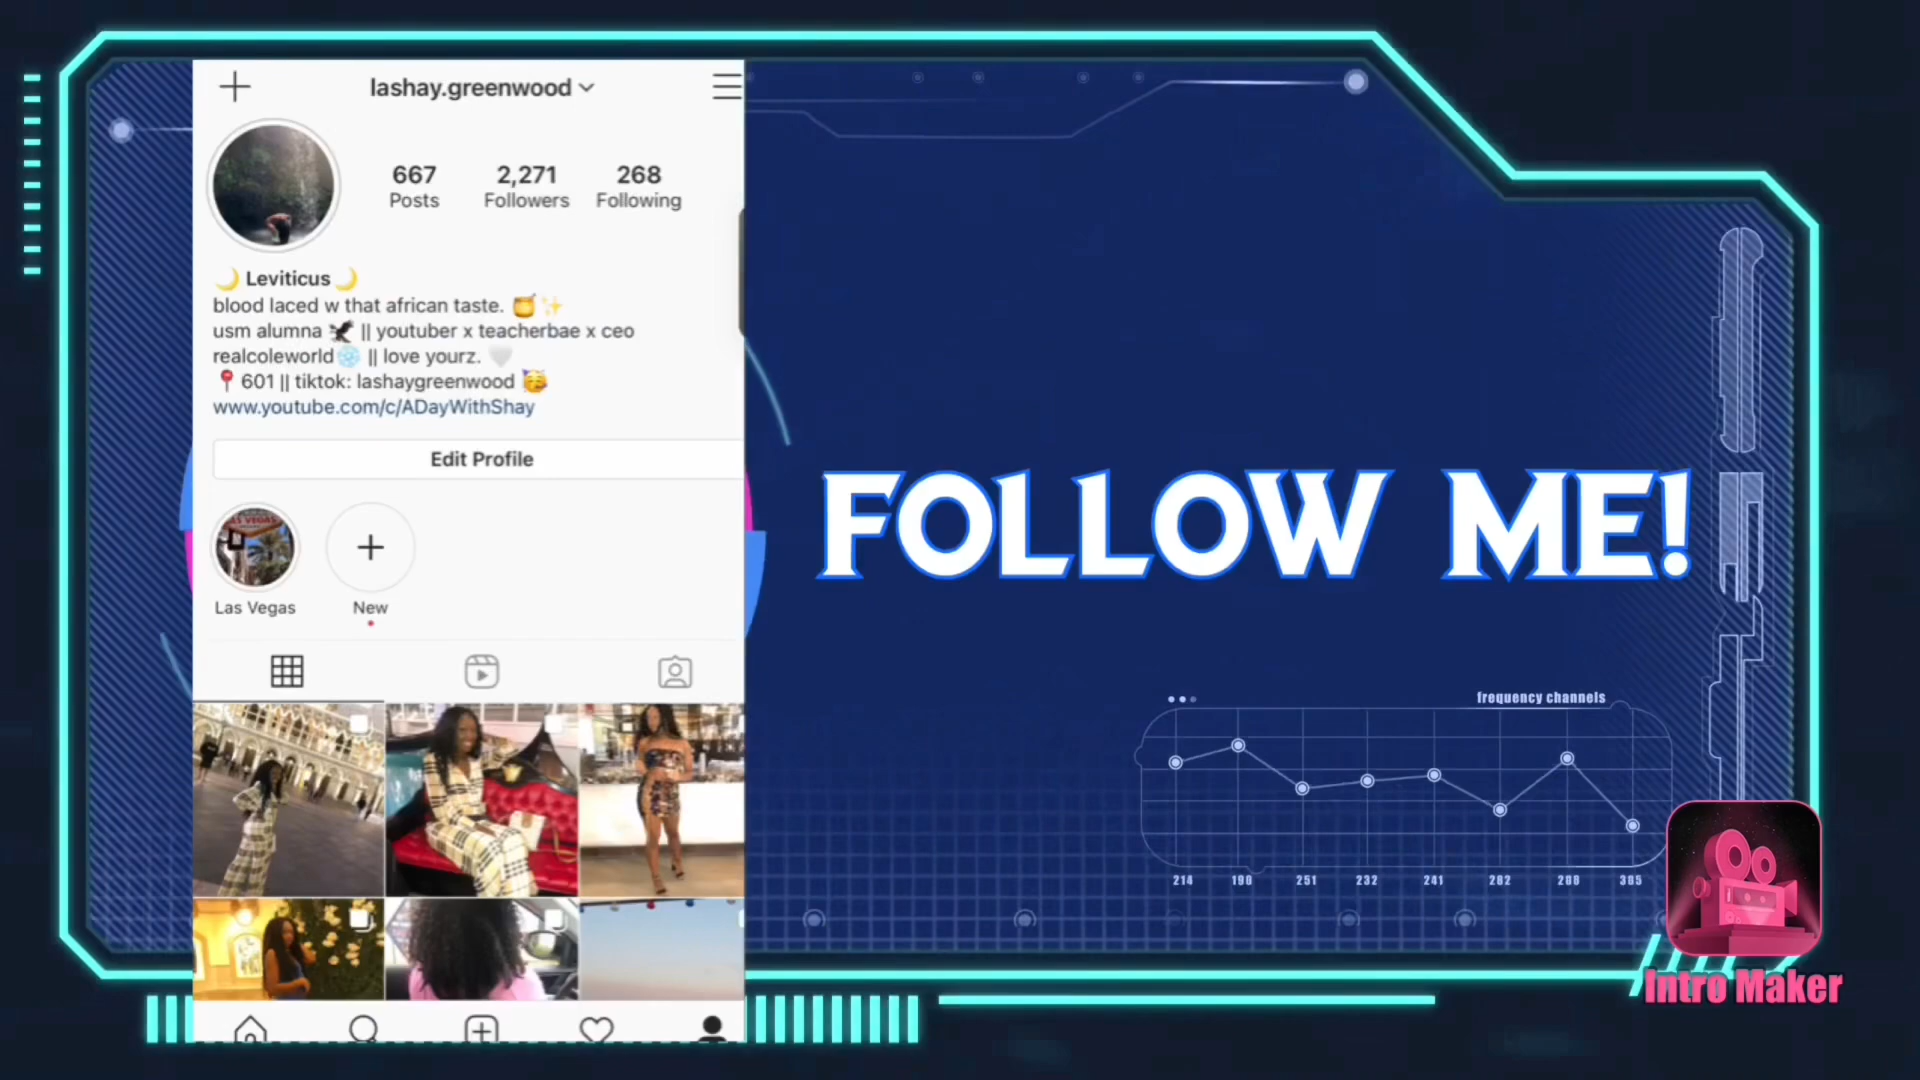 lashay.greenwood
667 2,271 268
Posts Followers Following
🌙 Leviticus 🌙
blood laced w that african taste. 🍯✨
usm alumna 🦅 || youtuber x teacherbae x ceo
realcoleworld❄️ || love yourz. 🤍
📍601 || tiktok: lashaygreenwood 🥳
www.youtube.com/c/ADayWithShay
Edit Profile
Las Vegas New
FOLLOW ME!
frequency channels
214 190 251 232 241 202 208 305
Intro Maker